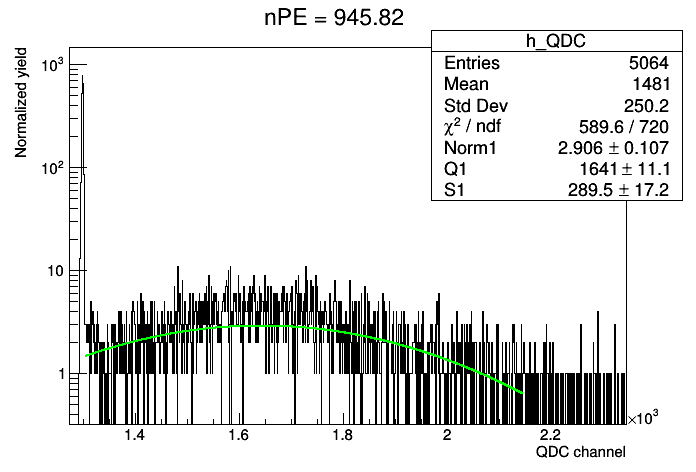 nPE = 945.82
h_QDC
Entries 5064
Mean 1481
Std Dev 250.2
χ² / ndf 589.6 / 720
Norm1 2.906 ± 0.107
Q1 1641 ± 11.1
S1 289.5 ± 17.2
Normalized yield
10³
10²
10
1
1.4 1.6 1.8 2 2.2
×10³
QDC channel